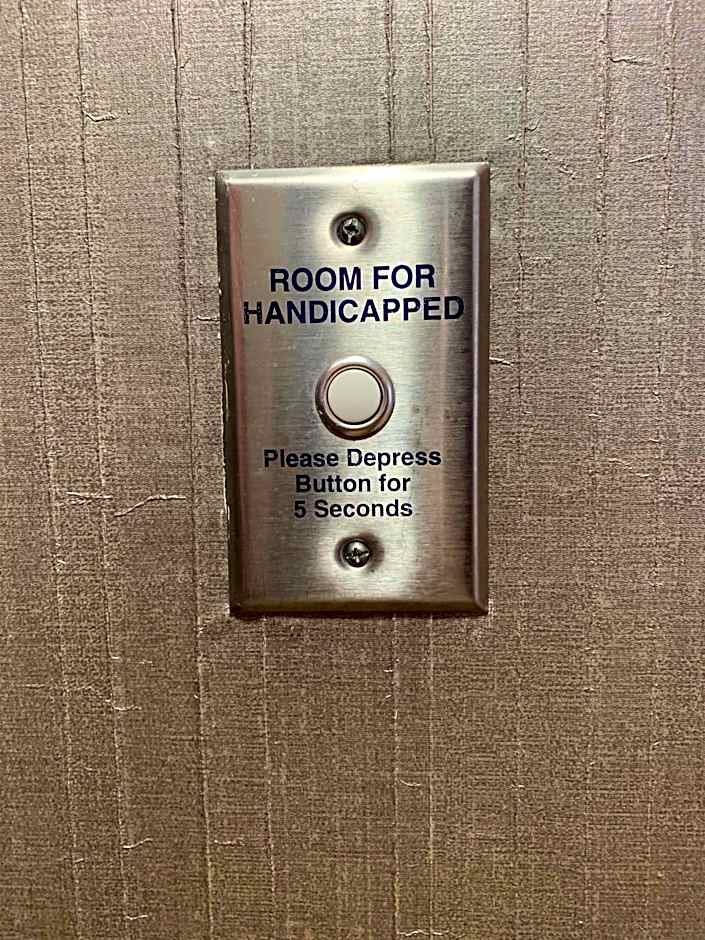 ROOM FOR
HANDICAPPED
Please Depress
Button for
5 Seconds